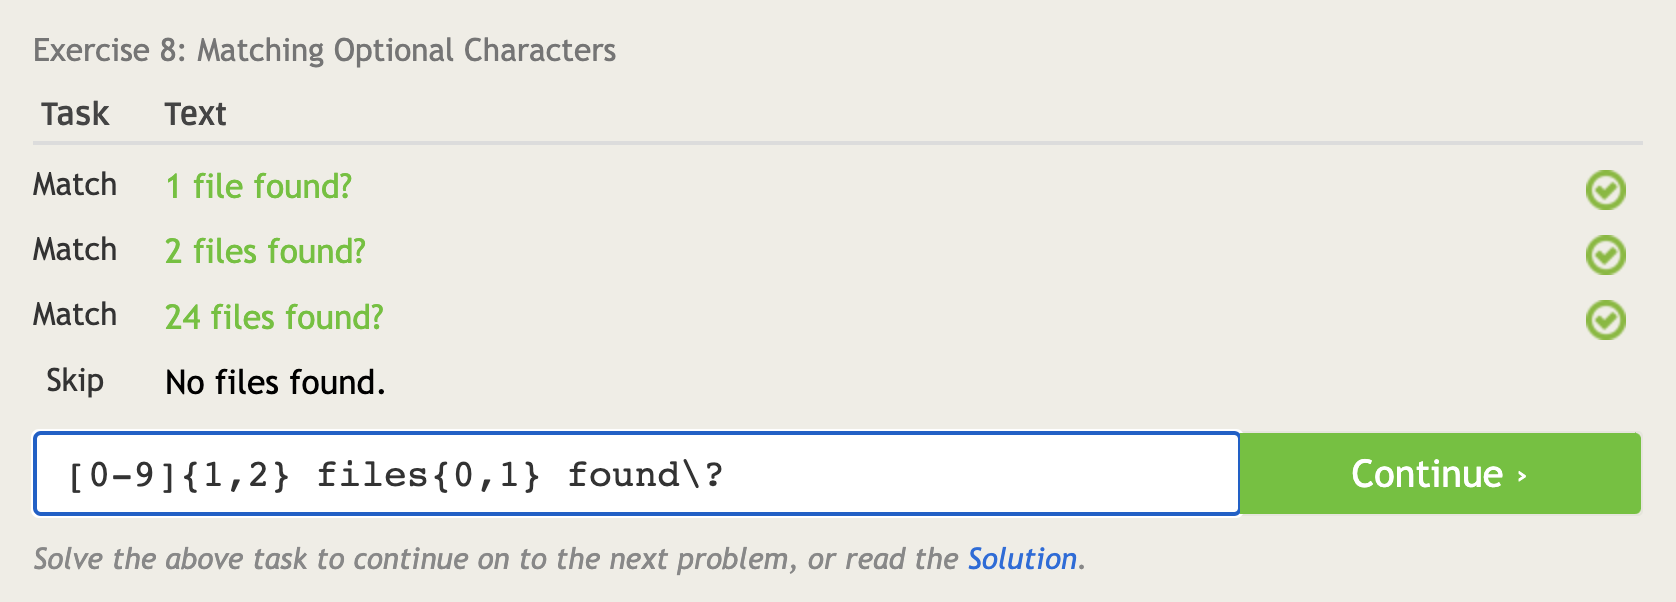 Exercise 8: Matching Optional Characters
Task Text
Match 1 file found?
Match 2 files found?
Match 24 files found?
Skip No files found.
[0-9]{1,2} files{0,1} found\? Continue ›
Solve the above task to continue on to the next problem, or read the Solution.